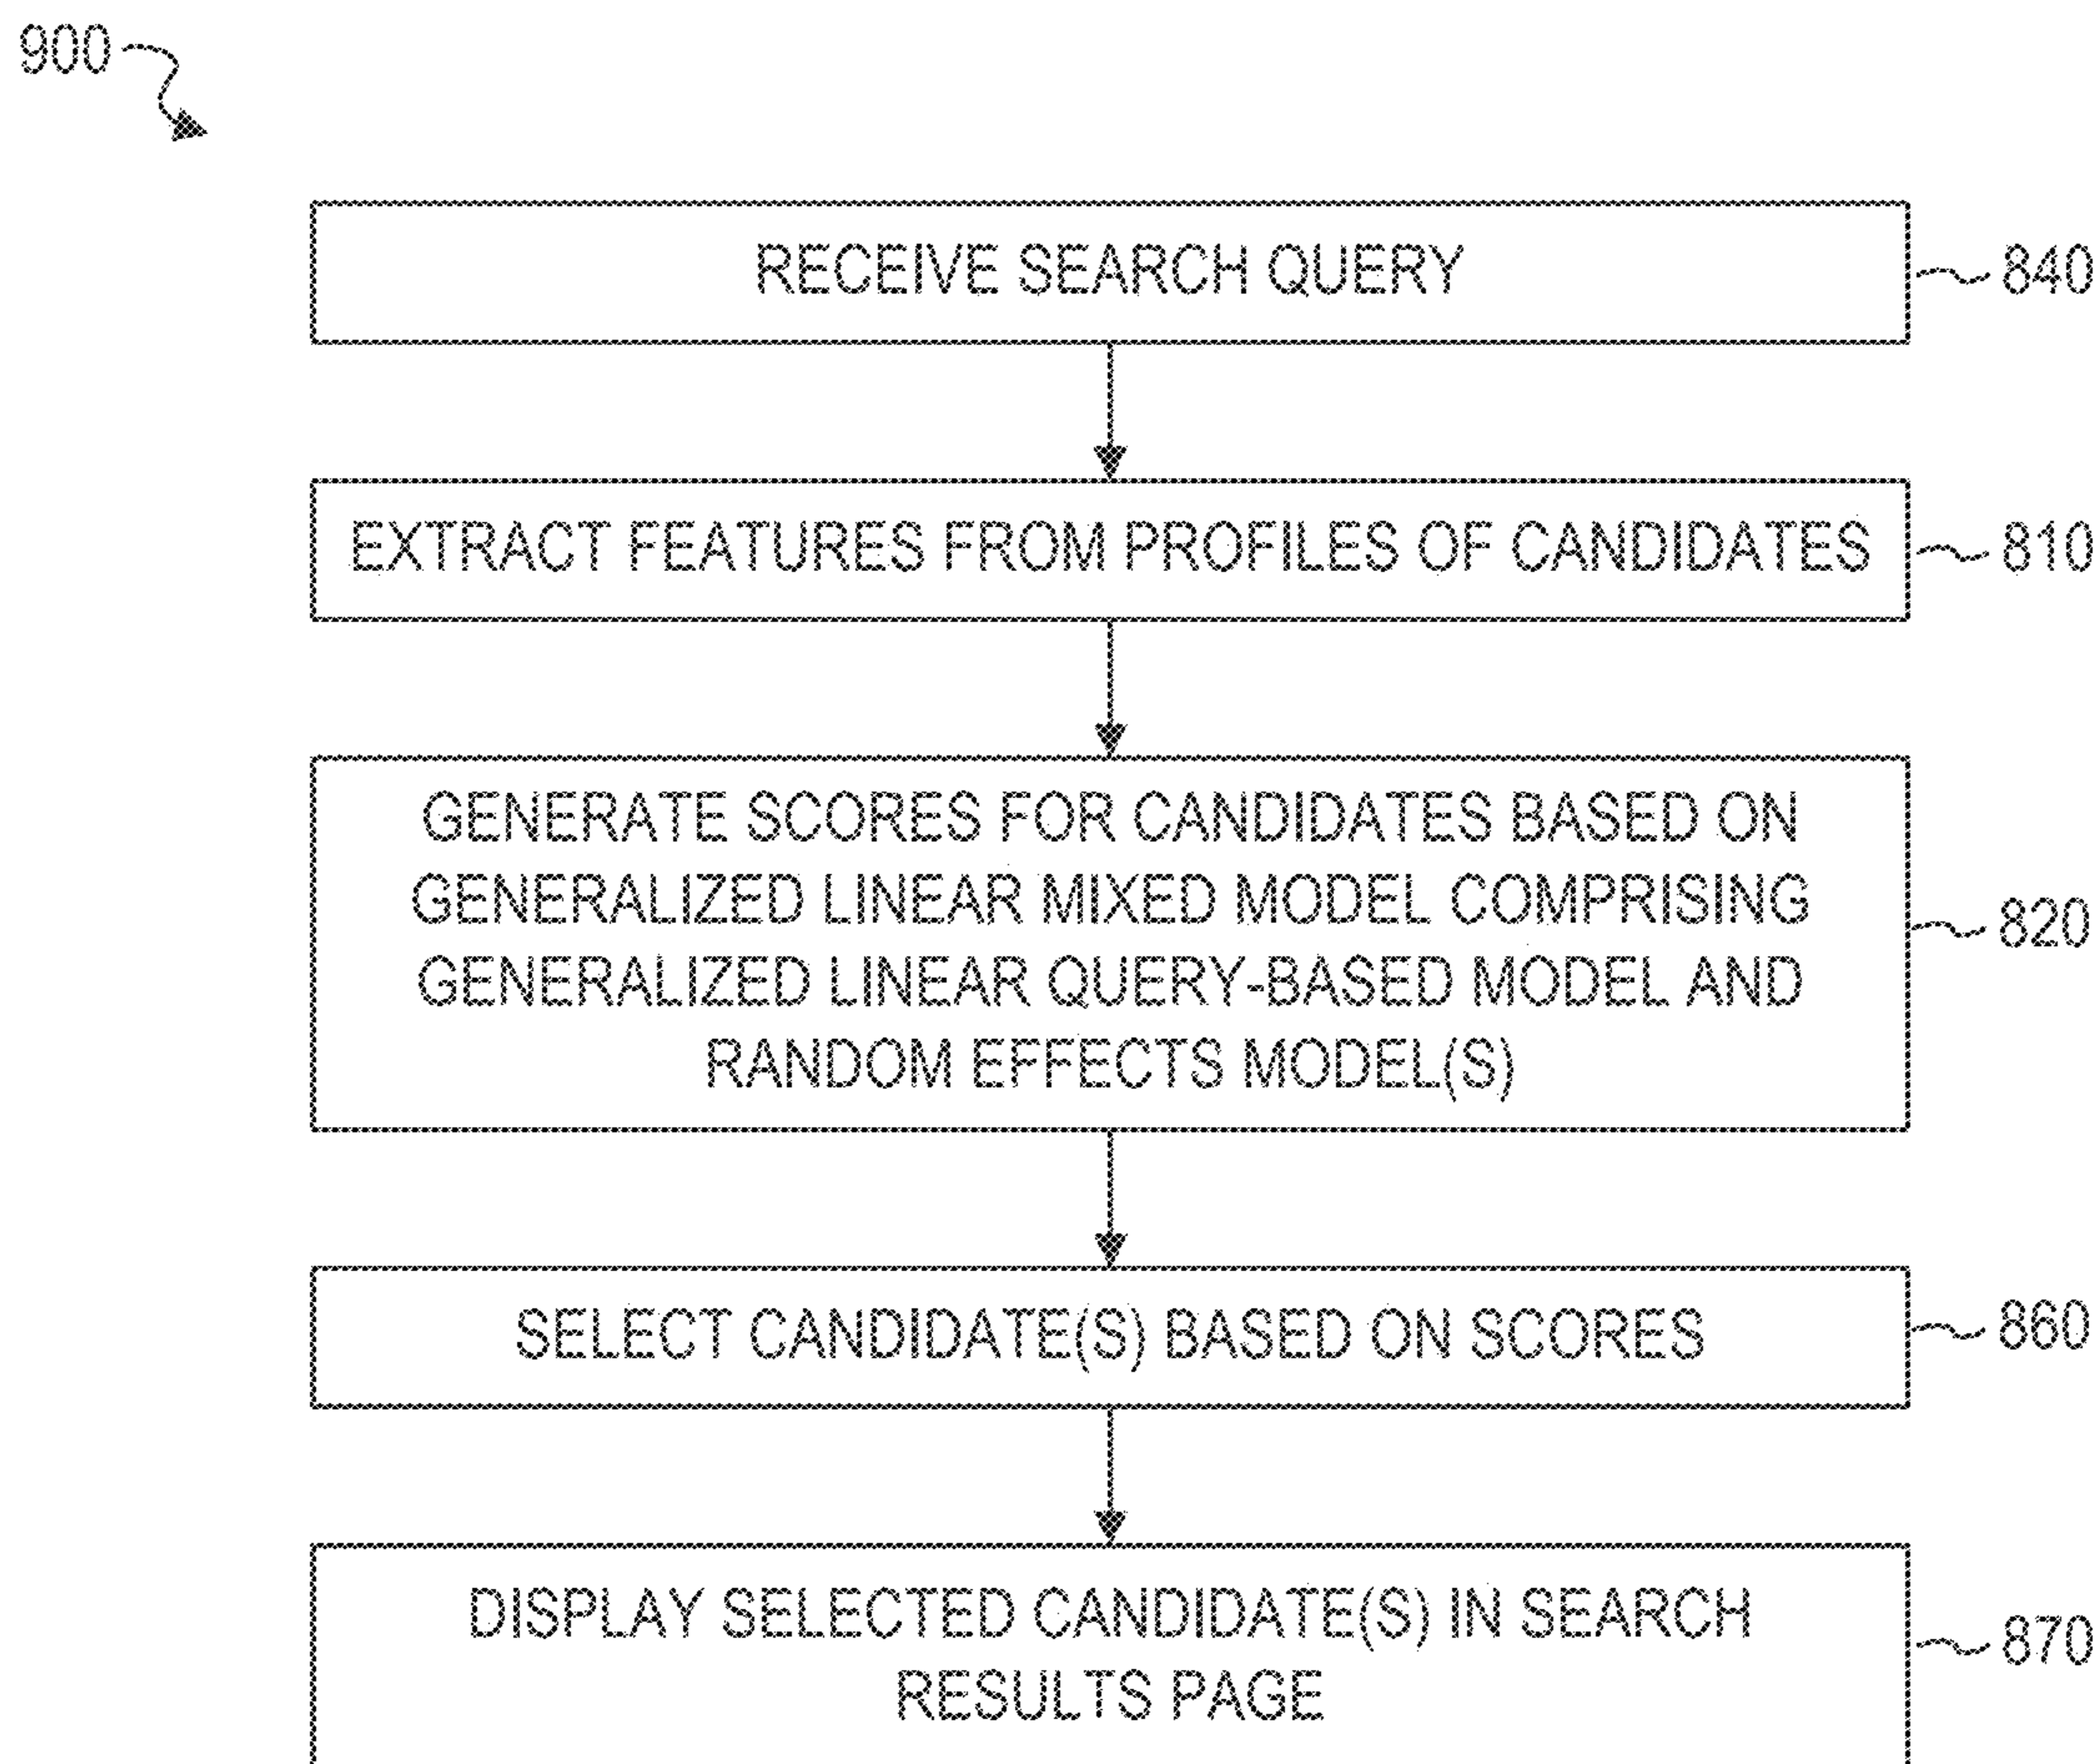 900
RECEIVE SEARCH QUERY
840
EXTRACT FEATURES FROM PROFILES OF CANDIDATES
810
GENERATE SCORES FOR CANDIDATES BASED ON
GENERALIZED LINEAR MIXED MODEL COMPRISING
GENERALIZED LINEAR QUERY-BASED MODEL AND
RANDOM EFFECTS MODEL(S)
820
SELECT CANDIDATE(S) BASED ON SCORES
860
DISPLAY SELECTED CANDIDATE(S) IN SEARCH
RESULTS PAGE
870